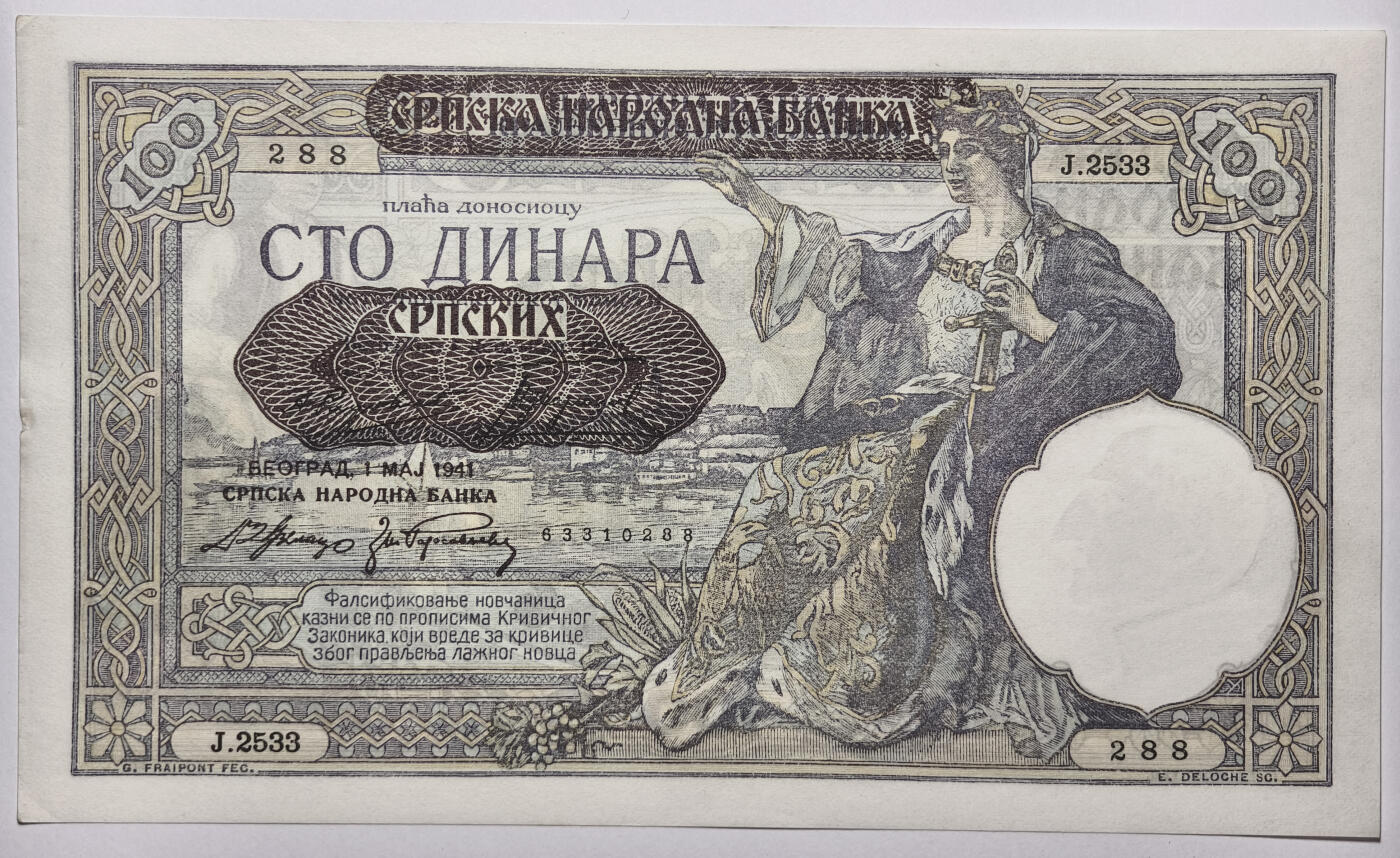 СРПСКА НАРОДНА БАНКА
100
288
J.2533
100
плаћа доносиоцу
СТО ДИНАРА
СРПСКИХ
БЕОГРАД, 1 МАЈ 1941
СРПСКА НАРОДНА БАНКА
63310288
Фалсификовање новчаница
казни се по прописима Кривичног
Законика, који вреде за кривице
због прављења лажног новца
J.2533
288
G. FRAIPONT FEC.
E. DELOCHE SC.